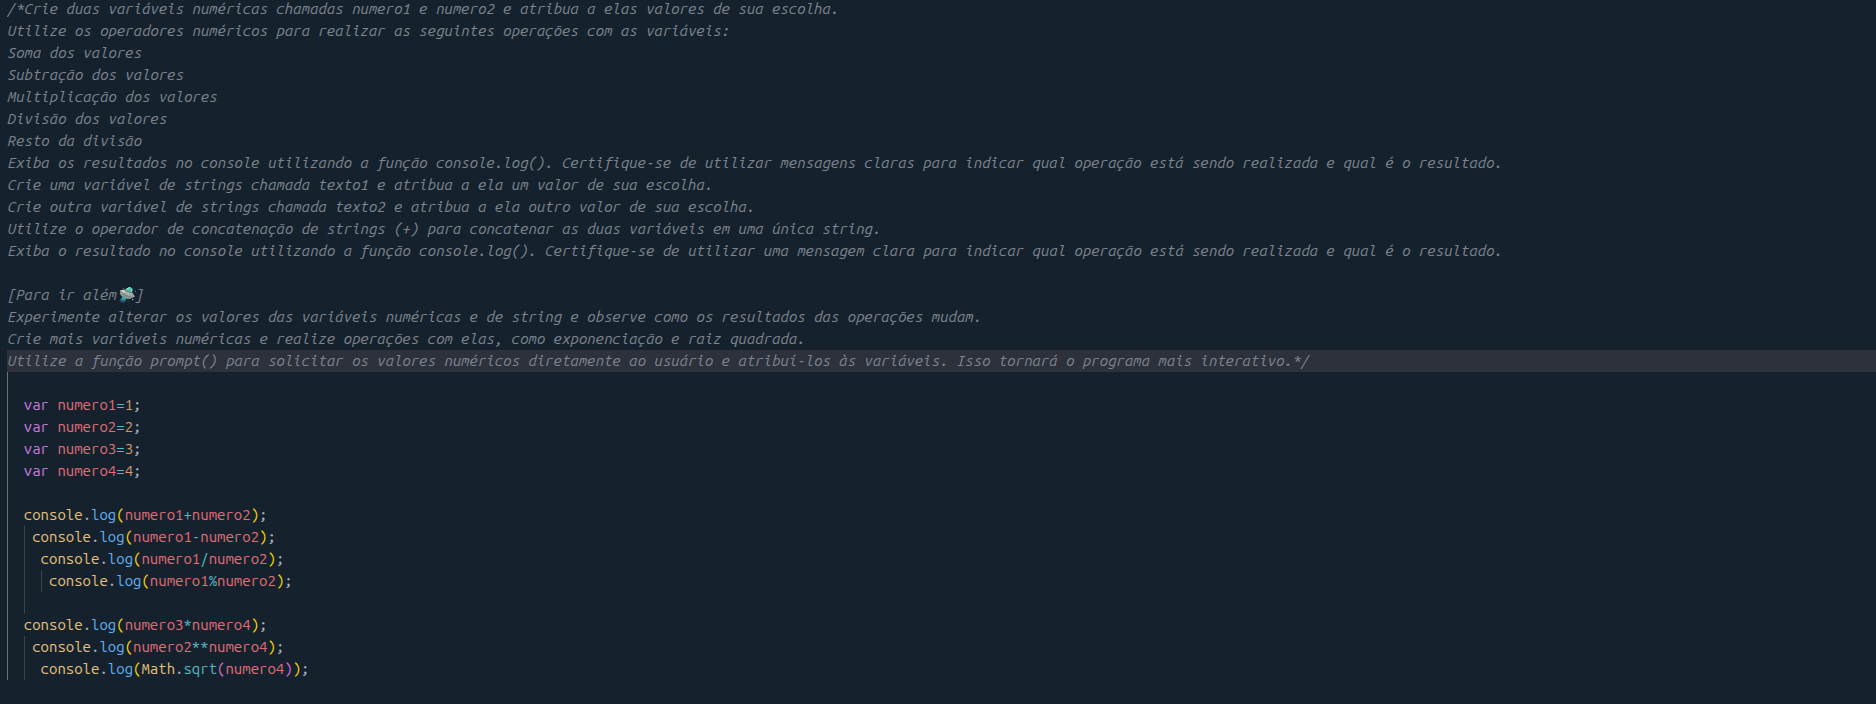 /*Crie duas variáveis numéricas chamadas numero1 e numero2 e atribua a elas valores de sua escolha.
Utilize os operadores numéricos para realizar as seguintes operações com as variáveis:
Soma dos valores
Subtração dos valores
Multiplicação dos valores
Divisão dos valores
Resto da divisão
Exiba os resultados no console utilizando a função console.log(). Certifique-se de utilizar mensagens claras para indicar qual operação está sendo realizada e qual é o resultado.
Crie uma variável de strings chamada texto1 e atribua a ela um valor de sua escolha.
Crie outra variável de strings chamada texto2 e atribua a ela outro valor de sua escolha.
Utilize o operador de concatenação de strings (+) para concatenar as duas variáveis em uma única string.
Exiba o resultado no console utilizando a função console.log(). Certifique-se de utilizar uma mensagem clara para indicar qual operação está sendo realizada e qual é o resultado.
[Para ir além🛸]
Experimente alterar os valores das variáveis numéricas e de string e observe como os resultados das operações mudam.
Crie mais variáveis numéricas e realize operações com elas, como exponenciação e raiz quadrada.
Utilize a função prompt() para solicitar os valores numéricos diretamente ao usuário e atribuí-los às variáveis. Isso tornará o programa mais interativo.*/
var numero1=1;
var numero2=2;
var numero3=3;
var numero4=4;
console.log(numero1+numero2);
console.log(numero1-numero2);
console.log(numero1/numero2);
console.log(numero1%numero2);
console.log(numero3*numero4);
console.log(numero2**numero4);
console.log(Math.sqrt(numero4));